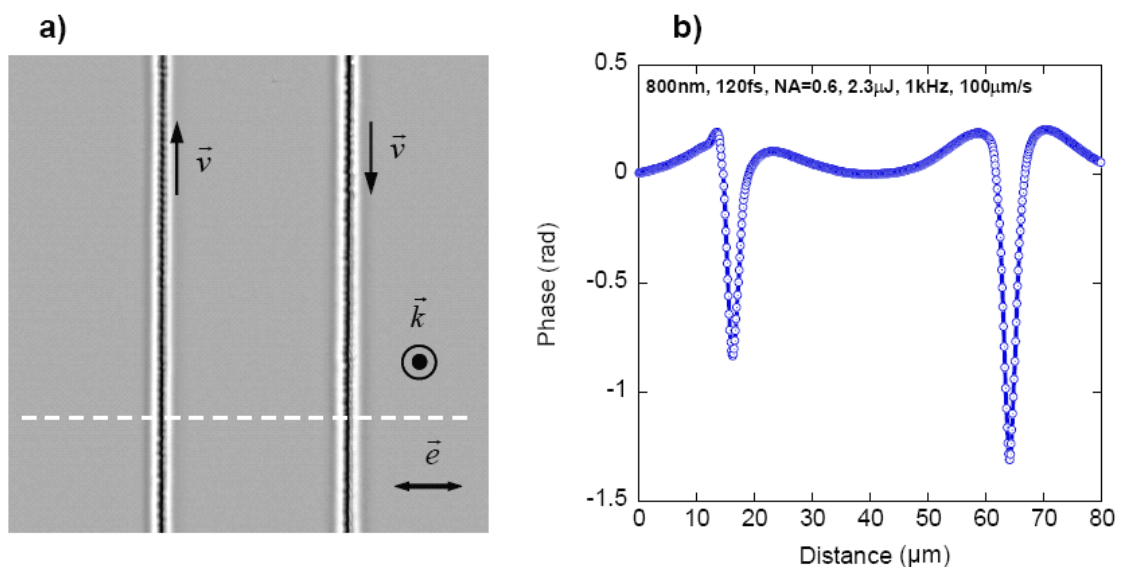 a)
b)
v
v
k
e
800nm, 120fs, NA=0.6, 2.3μJ, 1kHz, 100μm/s
Phase (rad)
0.5
0
-0.5
-1
-1.5
0 10 20 30 40 50 60 70 80
Distance (μm)